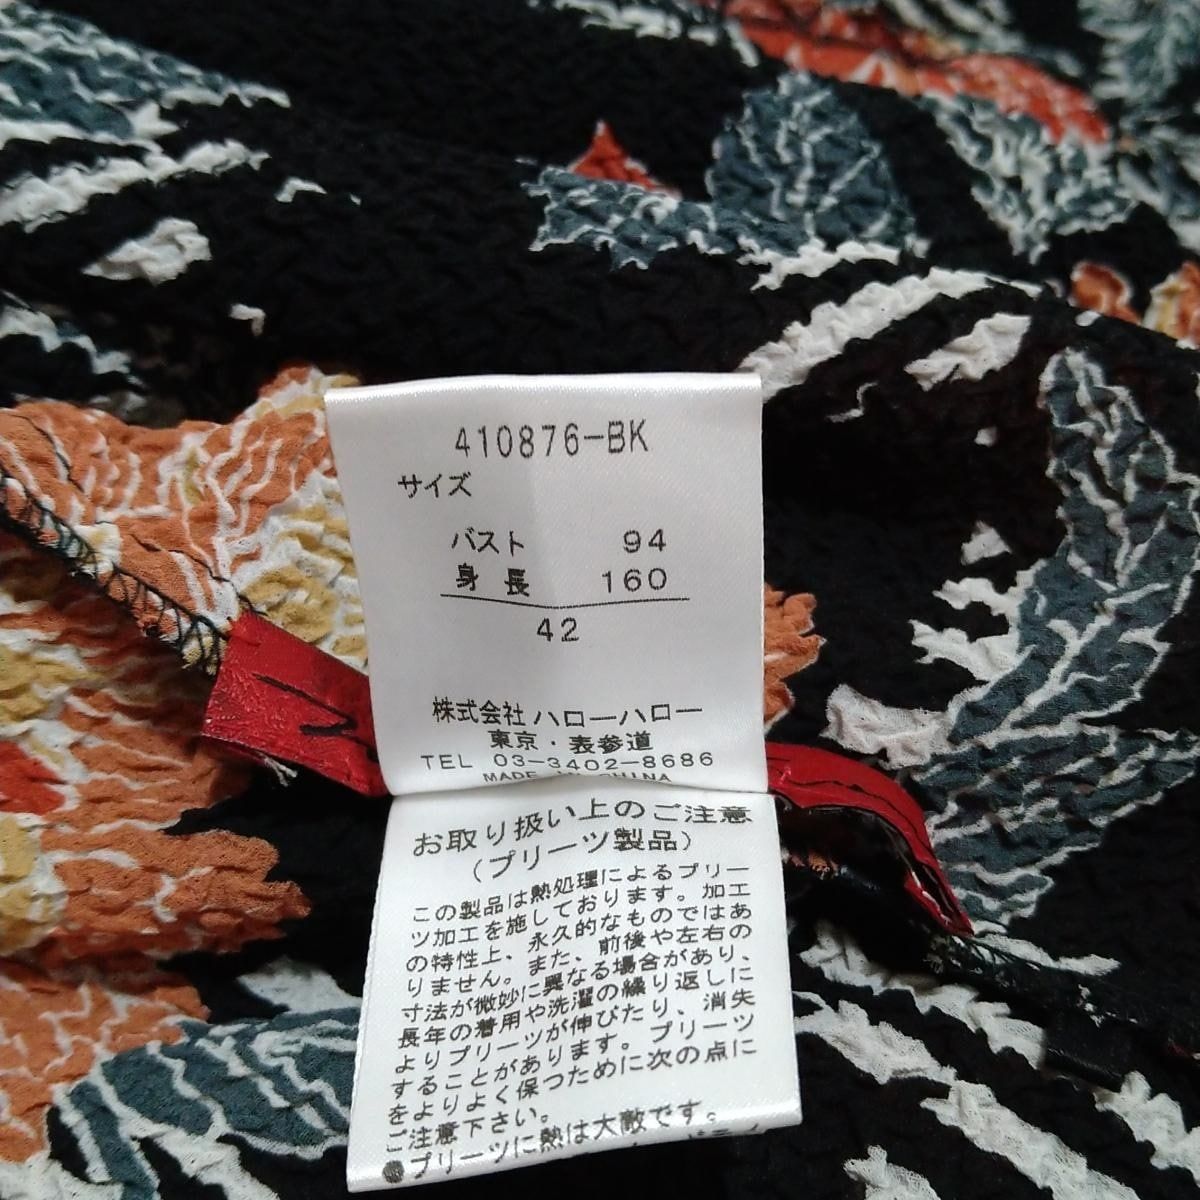 410876-BK
サイズ
バスト 94
身長 160
42
株式会社 ハローハロー
東京・表参道
TEL 03-3402-8686
MADE IN CHINA
お取り扱い上のご注意
(プリーツ製品)
この製品は熱処理によるプリー
ツ加工を施しております。加工
の特性上、永久的なものではあ
りません。また、前後や左右の
寸法が微妙に異なる場合があり、
長年の着用や洗濯の繰り返しに
よりプリーツが伸びたり、消失
することがあります。プリーツ
をよりよく保つために次の点に
ご注意下さい。
●プリーツに熱は大敵です。